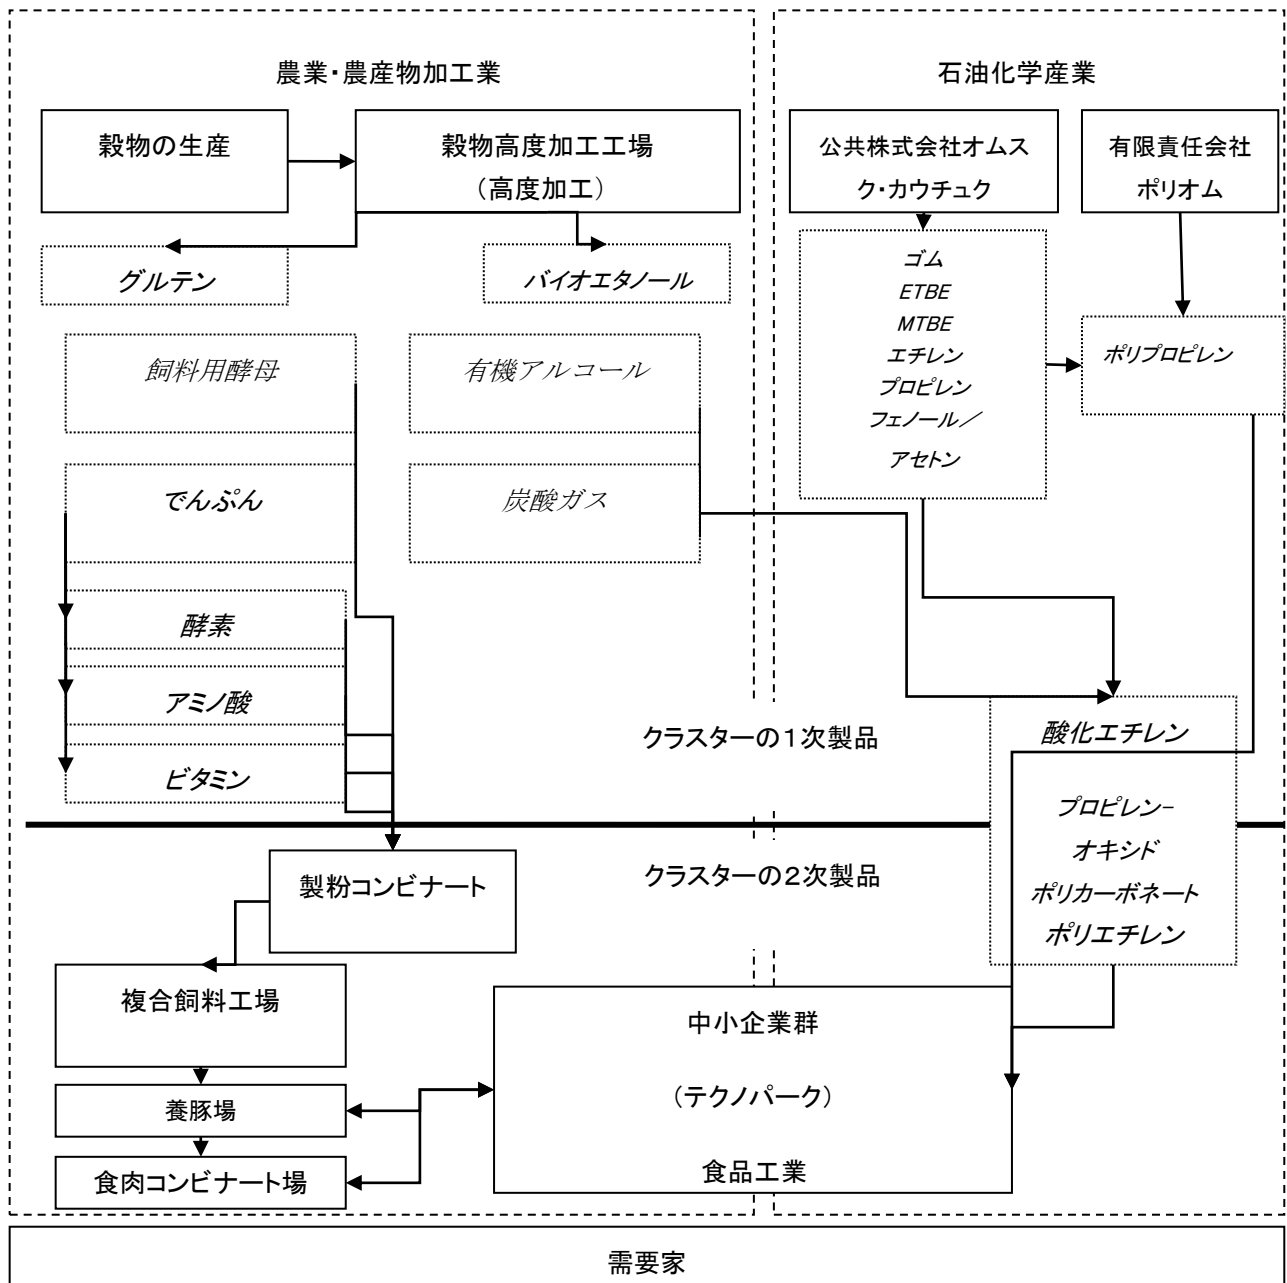 農業・農産物加工業
石油化学産業
穀物の生産
穀物高度加工工場
（高度加工）
公共株式会社オムス
ク・カウチュク
有限責任会社
ポリオム
グルテン
バイオエタノール
ゴム
ETBE
MTBE
エチレン
プロピレン
フェノール／
アセトン
ポリプロピレン
飼料用酵母
有機アルコール
でんぷん
炭酸ガス
酵素
アミノ酸
ビタミン
クラスターの１次製品
酸化エチレン
プロピレン-
オキシド
ポリカーボネート
ポリエチレン
クラスターの２次製品
製粉コンビナート
複合飼料工場
養豚場
食肉コンビナート場
中小企業群
（テクノパーク）
食品工業
需要家